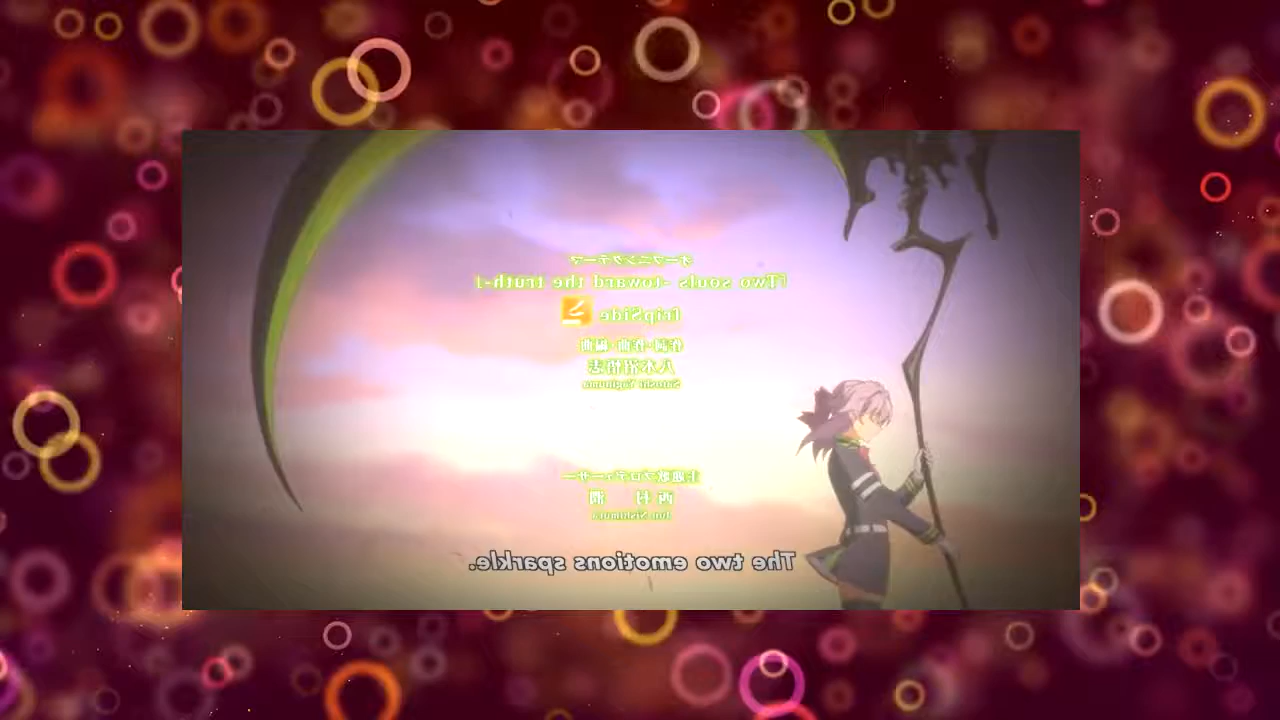 オープニングテーマ
「Two souls -toward the truth-」
fripSide
作詞・作曲・編曲
八木沼悟志
Satoshi Yaginuma
主題歌プロデューサー
西村 潤
Jun Nishimura
The two emotions sparkle.